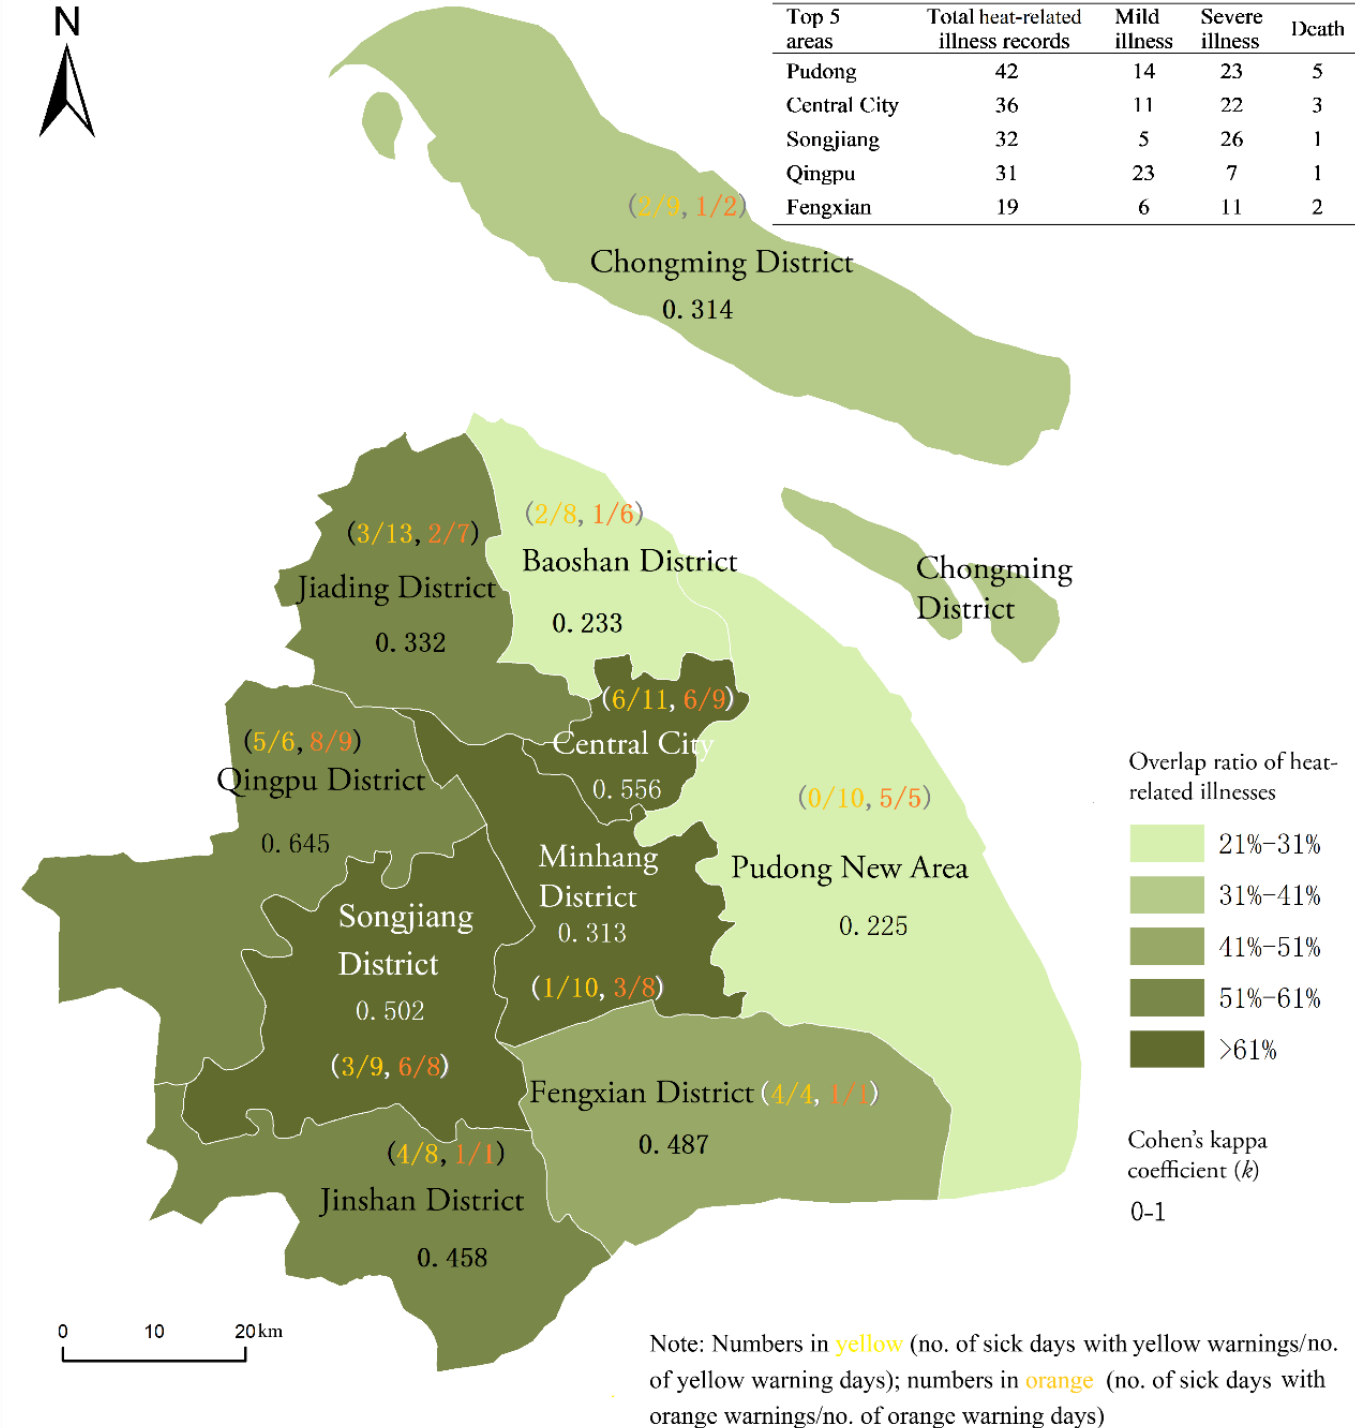 N
Top 5 areas Total heat-related illness records Mild illness Severe illness Death
Pudong 42 14 23 5
Central City 36 11 22 3
Songjiang 32 5 26 1
Qingpu 31 23 7 1
Fengxian 19 6 11 2
(2/9, 1/2)
Chongming District
0.314
(3/13, 2/7)
Jiading District
0.332
(2/8, 1/6)
Baoshan District
0.233
Chongming
District
(6/11, 6/9)
Central City
0.556
(5/6, 8/9)
Qingpu District
0.645
(0/10, 5/5)
Pudong New Area
0.225
Minhang
District
0.313
(1/10, 3/8)
Songjiang
District
0.502
(3/9, 6/8)
Fengxian District (4/4, 1/1)
0.487
(4/8, 1/1)
Jinshan District
0.458
Overlap ratio of heat-
related illnesses
21%-31%
31%-41%
41%-51%
51%-61%
>61%
Cohen's kappa
coefficient (k)
0-1
0 10 20km
Note: Numbers in yellow (no. of sick days with yellow warnings/no.
of yellow warning days); numbers in orange (no. of sick days with
orange warnings/no. of orange warning days)